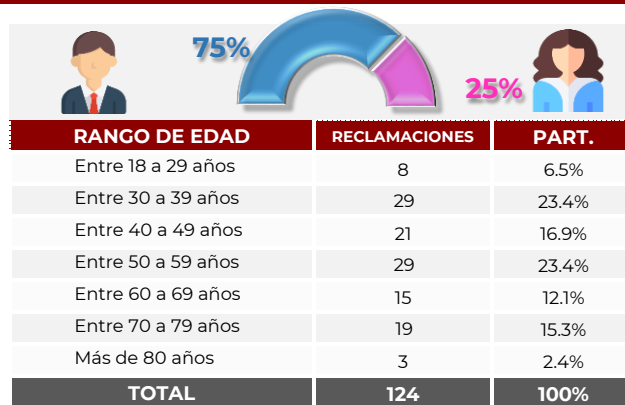 75%
25%
RANGO DE EDAD RECLAMACIONES PART.
Entre 18 a 29 años 8 6.5%
Entre 30 a 39 años 29 23.4%
Entre 40 a 49 años 21 16.9%
Entre 50 a 59 años 29 23.4%
Entre 60 a 69 años 15 12.1%
Entre 70 a 79 años 19 15.3%
Más de 80 años 3 2.4%
TOTAL 124 100%